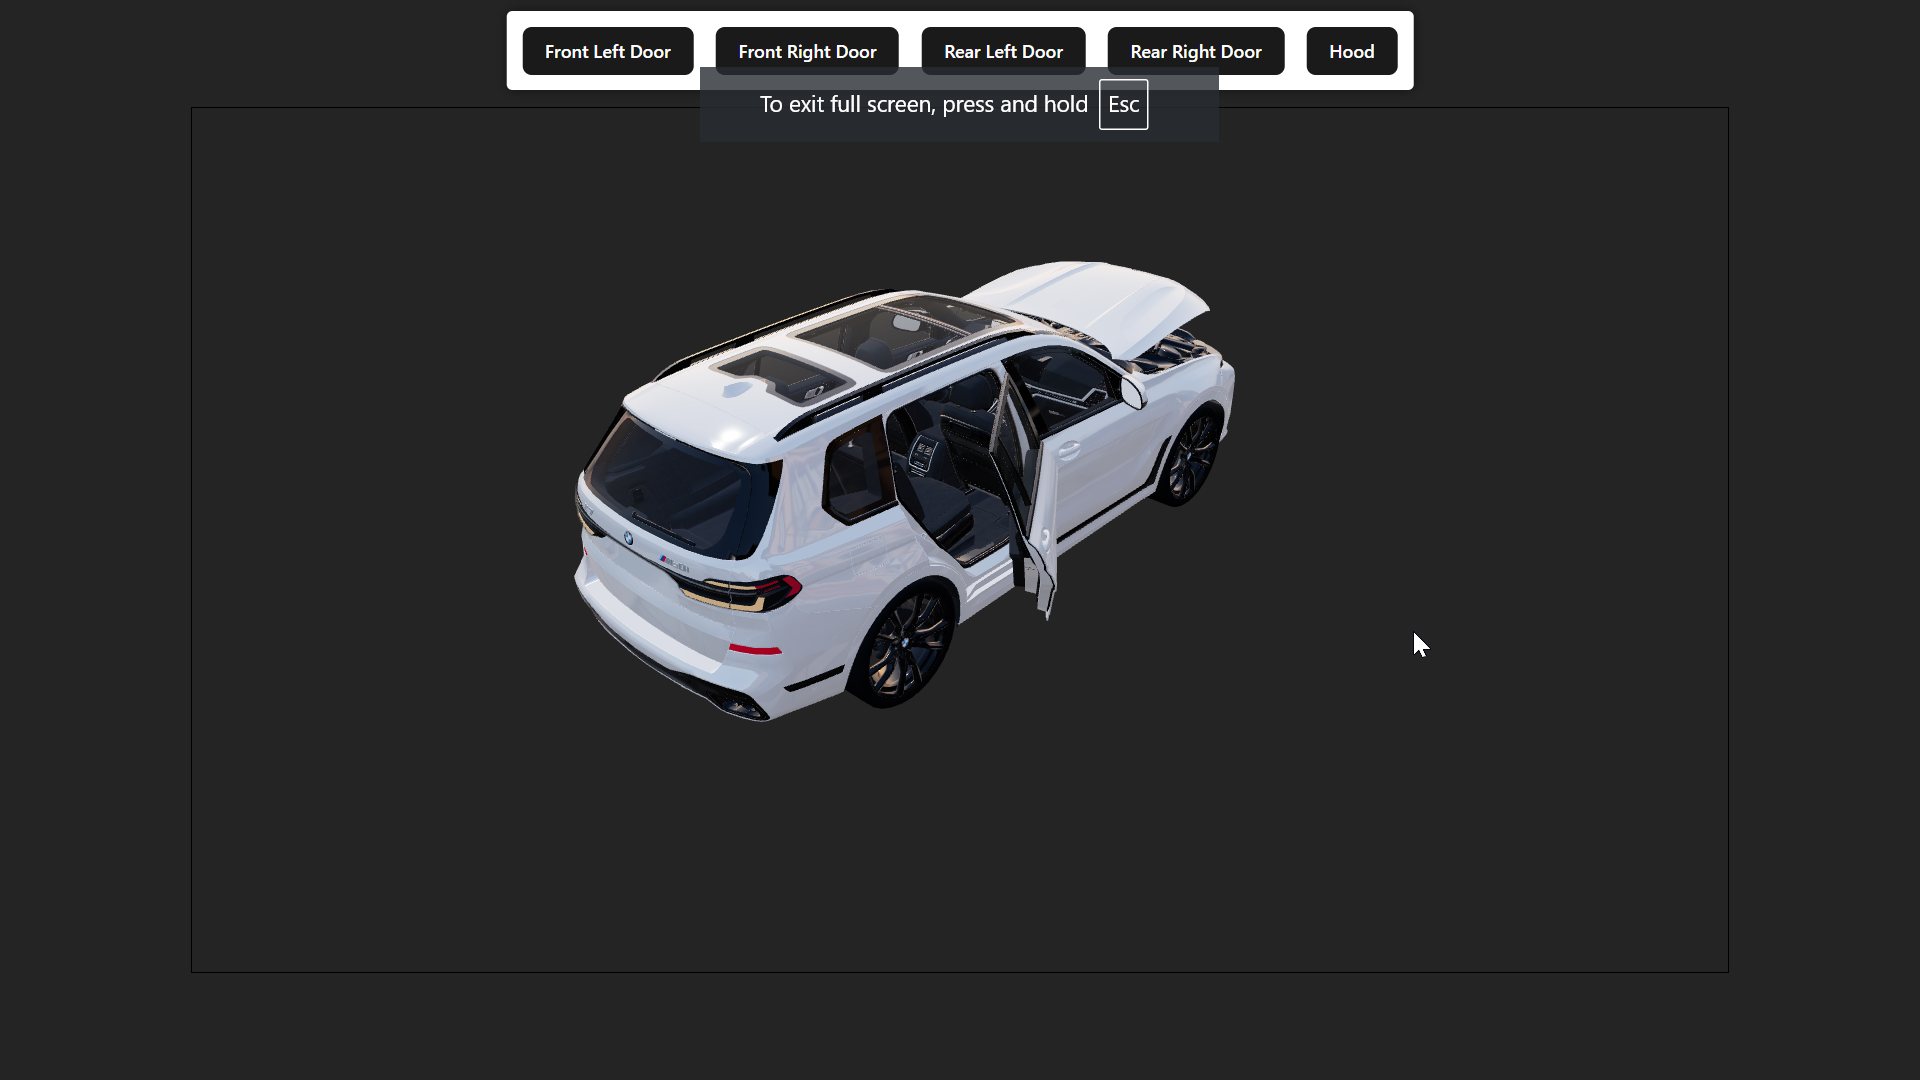 Front Left Door
Front Right Door
Rear Left Door
Rear Right Door
Hood
To exit full screen, press and hold Esc